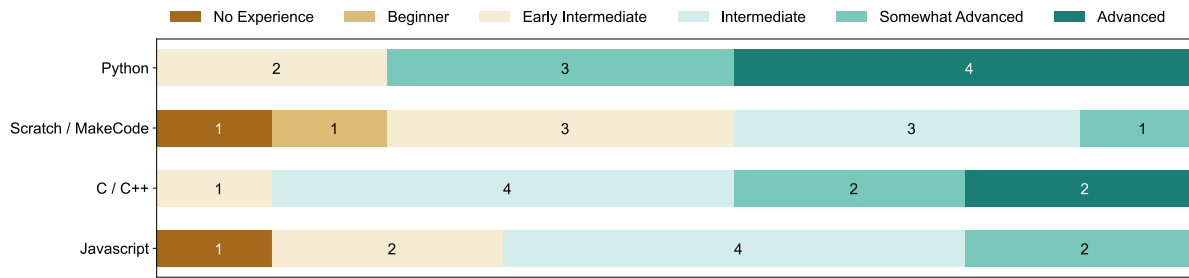 No Experience Beginner Early Intermediate Intermediate Somewhat Advanced Advanced
Python 2 3 4
Scratch / MakeCode 1 1 3 3 1
C / C++ 1 4 2 2
Javascript 1 2 4 2